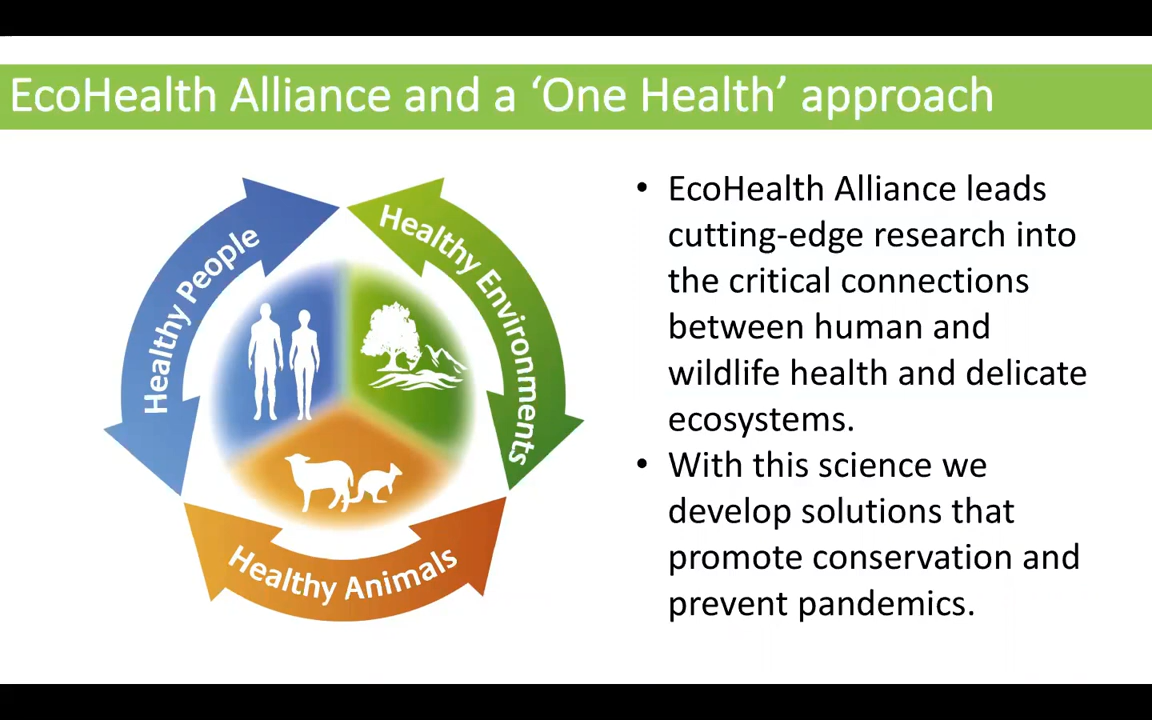 EcoHealth Alliance and a ‘One Health’ approach
Healthy People
Healthy Environments
Healthy Animals
• EcoHealth Alliance leads
cutting-edge research into
the critical connections
between human and
wildlife health and delicate
ecosystems.
• With this science we
develop solutions that
promote conservation and
prevent pandemics.